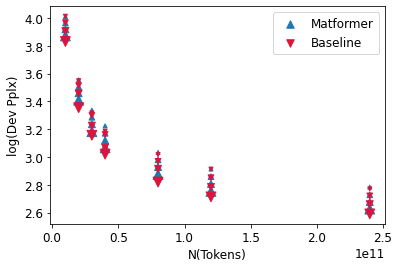 Matformer
Baseline
log(Dev Pplx)
4.0
3.8
3.6
3.4
3.2
3.0
2.8
2.6
0.0 0.5 1.0 1.5 2.0 2.5
1e11
N(Tokens)